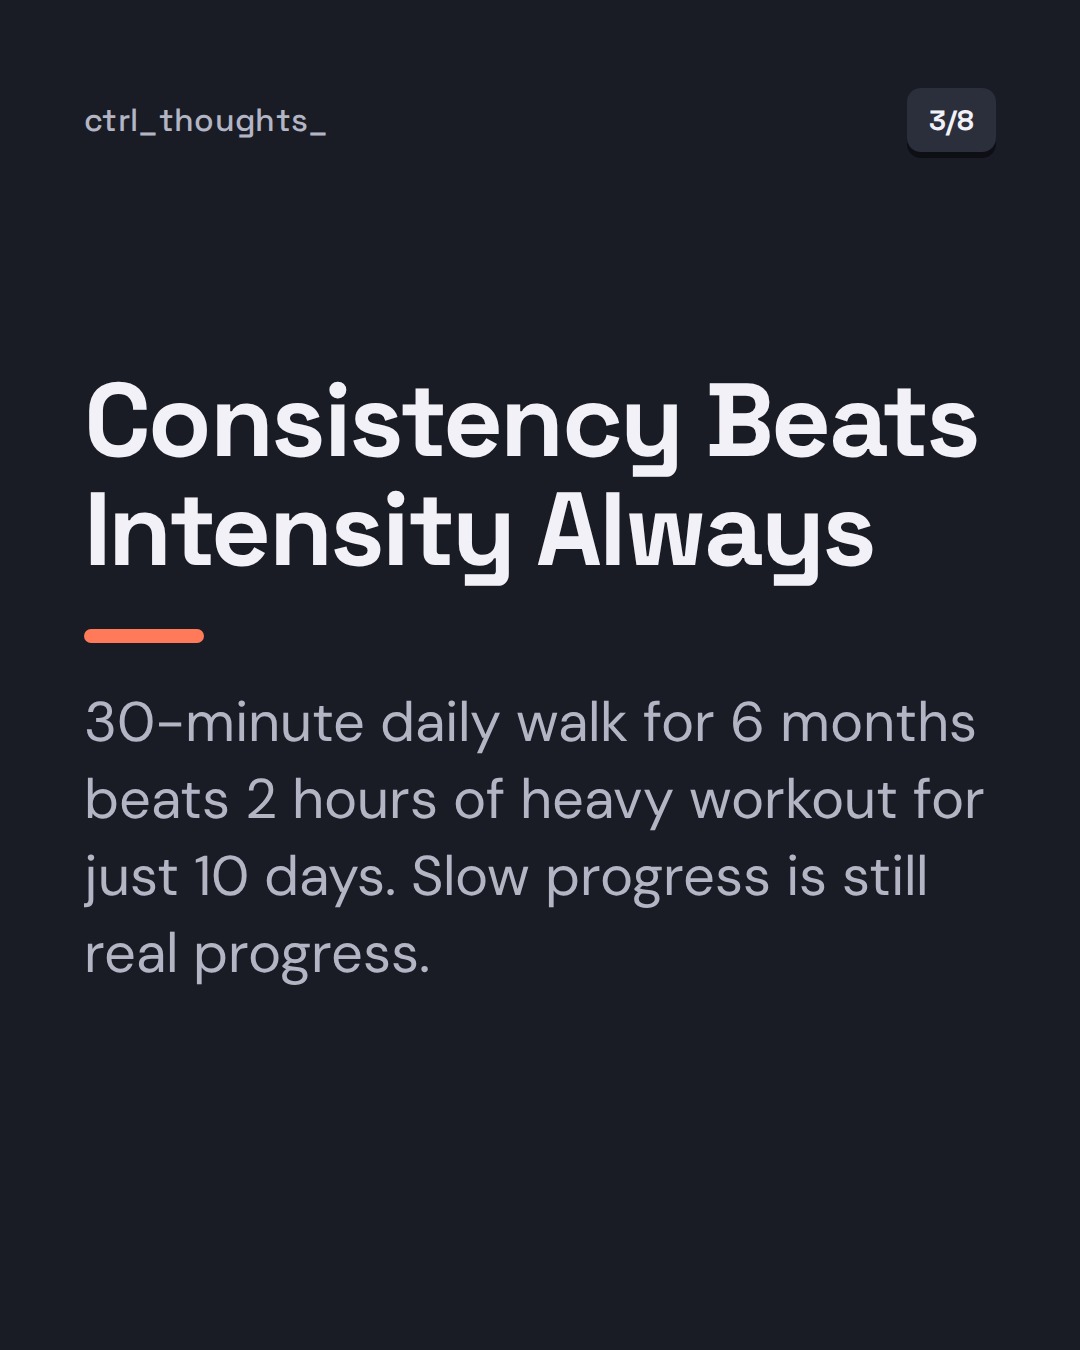 ctrl_thoughts_
3/8
Consistency Beats
Intensity Always
30-minute daily walk for 6 months
beats 2 hours of heavy workout for
just 10 days. Slow progress is still
real progress.